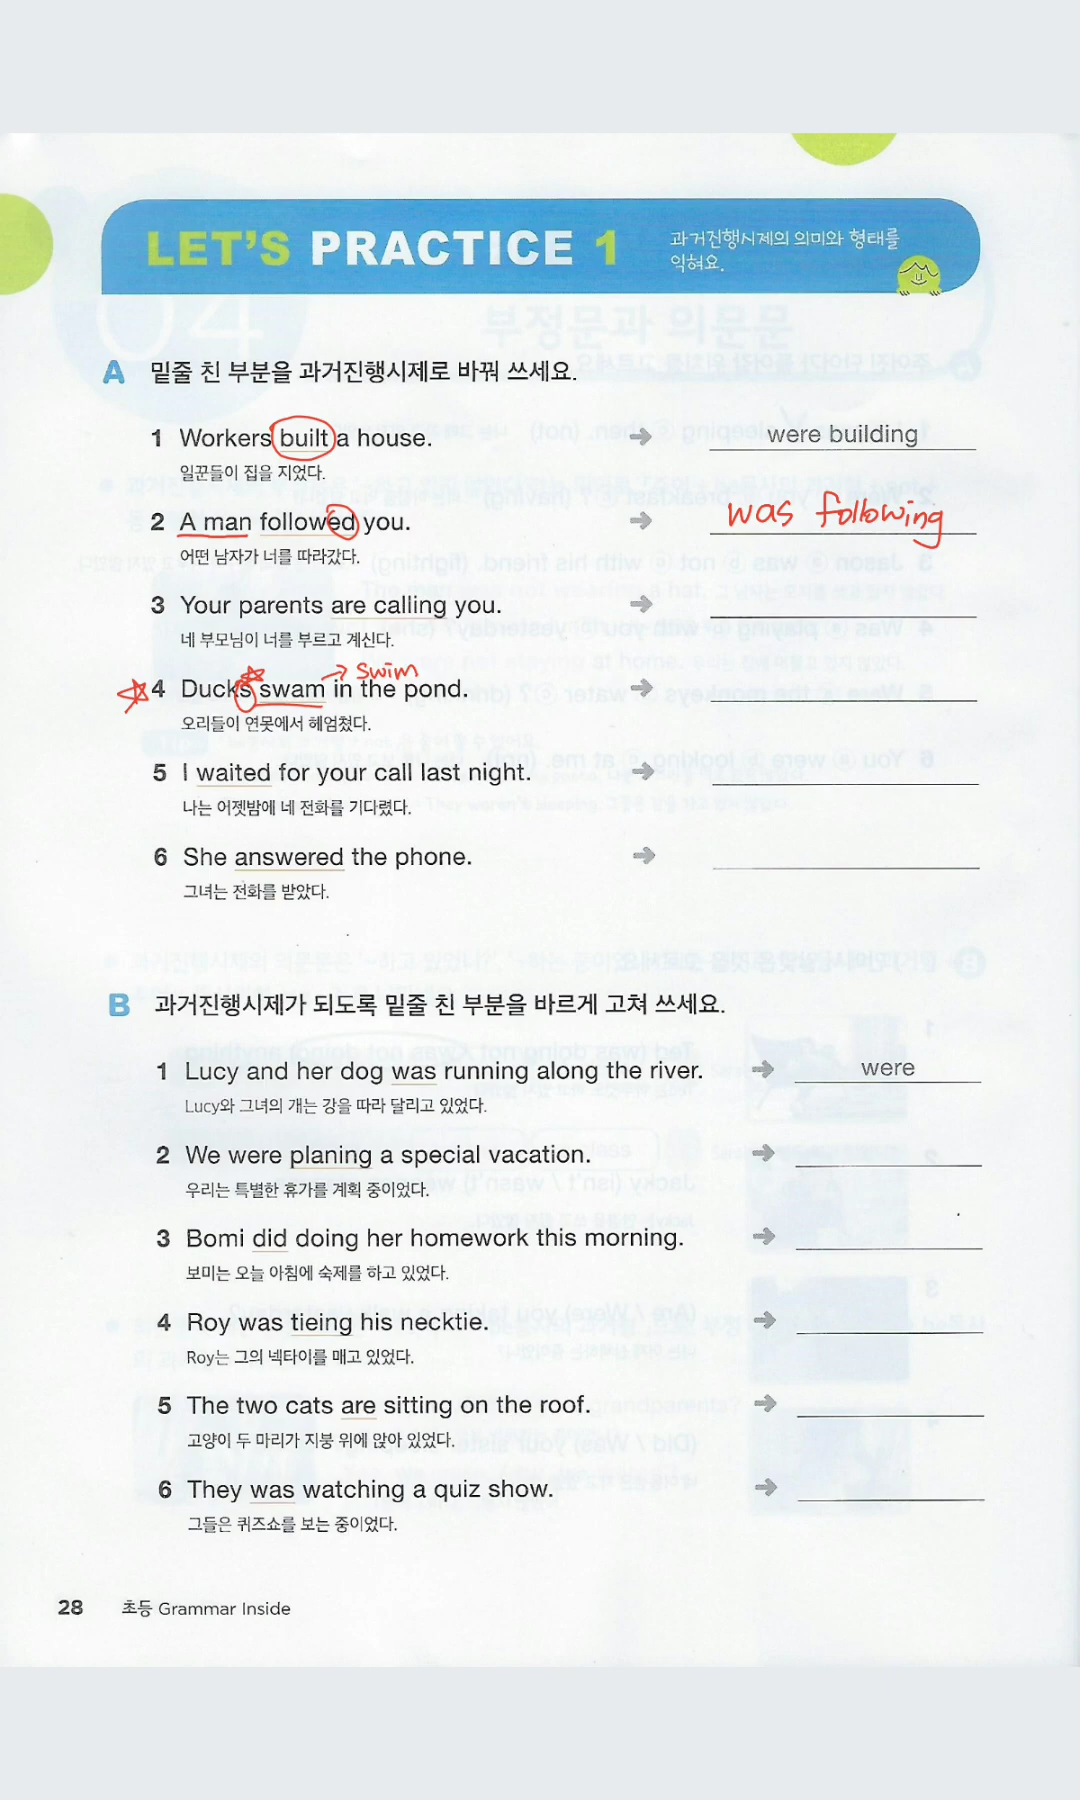 LET'S PRACTICE 1
과거진행시제의 의미와 형태를
익혀요.
A 밑줄 친 부분을 과거진행시제로 바꿔 쓰세요.
1 Workers built a house. → were building
일꾼들이 집을 지었다.
2 A man followed you. → was following
어떤 남자가 너를 따라갔다.
3 Your parents are calling you. →
네 부모님이 너를 부르고 계신다.
→ swim
4 Ducks swam in the pond. →
오리들이 연못에서 헤엄쳤다.
5 I waited for your call last night. →
나는 어젯밤에 네 전화를 기다렸다.
6 She answered the phone. →
그녀는 전화를 받았다.
B 과거진행시제가 되도록 밑줄 친 부분을 바르게 고쳐 쓰세요.
1 Lucy and her dog was running along the river. → were
Lucy와 그녀의 개는 강을 따라 달리고 있었다.
2 We were planing a special vacation. →
우리는 특별한 휴가를 계획 중이었다.
3 Bomi did doing her homework this morning. →
보미는 오늘 아침에 숙제를 하고 있었다.
4 Roy was tieing his necktie. →
Roy는 그의 넥타이를 매고 있었다.
5 The two cats are sitting on the roof. →
고양이 두 마리가 지붕 위에 앉아 있었다.
6 They was watching a quiz show. →
그들은 퀴즈쇼를 보는 중이었다.
28 초등 Grammar Inside